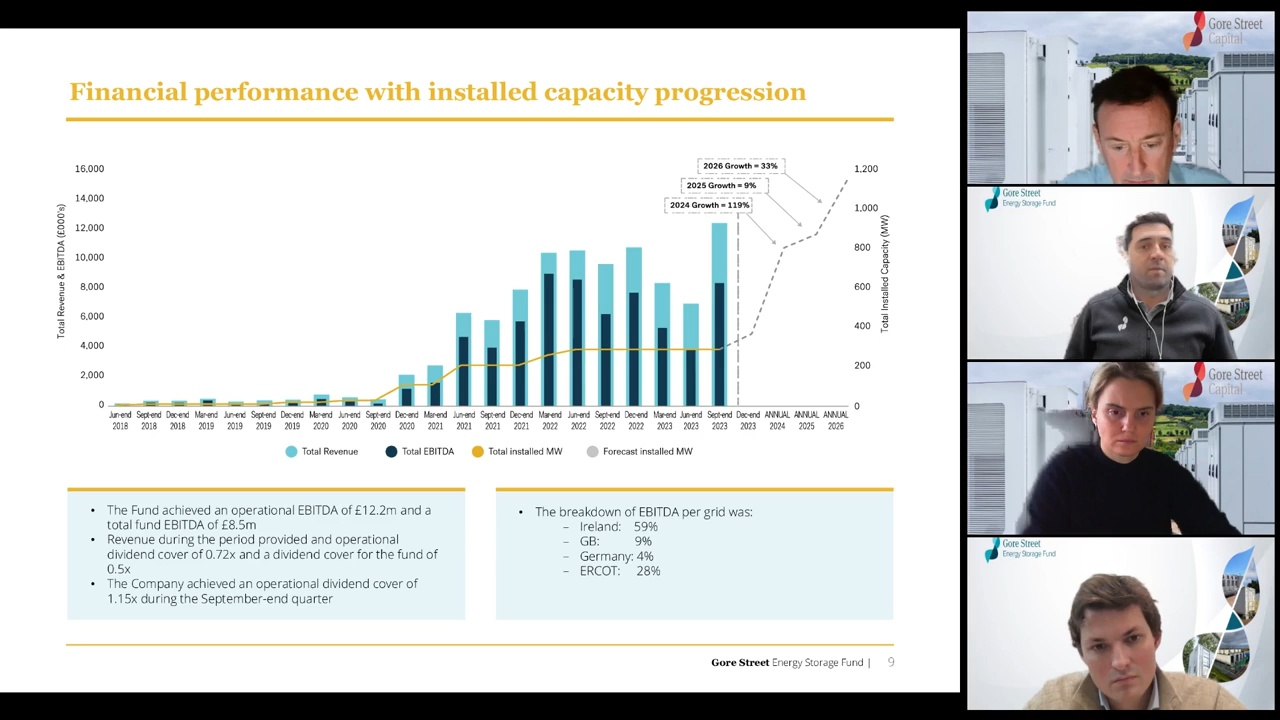 Financial performance with installed capacity progression
Total Revenue & EBITDA (£000's)
16,000
14,000
12,000
10,000
8,000
6,000
4,000
2,000
0
2026 Growth = 33%
2025 Growth = 9%
2024 Growth = 119%
1,200
1,000
800
600
400
200
0
Total Installed Capacity (MW)
Jun-end 2018
Sept-end 2018
Dec-end 2018
Mar-end 2019
Jun-end 2019
Sept-end 2019
Dec-end 2019
Mar-end 2020
Jun-end 2020
Sept-end 2020
Dec-end 2020
Mar-end 2021
Jun-end 2021
Sept-end 2021
Dec-end 2021
Mar-end 2022
Jun-end 2022
Sept-end 2022
Dec-end 2022
Mar-end 2023
Jun-end 2023
Sept-end 2023
Dec-end 2023
ANNUAL 2024
ANNUAL 2025
ANNUAL 2026
Total Revenue
Total EBITDA
Total installed MW
Forecast installed MW
• The Fund achieved an operational EBITDA of £12.2m and a
total fund EBITDA of £8.5m
• Revenue during the period provided and operational
dividend cover of 0.72x and a dividend cover for the fund of
0.5x
• The Company achieved an operational dividend cover of
1.15x during the September-end quarter
• The breakdown of EBITDA per grid was:
– Ireland: 59%
– GB: 9%
– Germany: 4%
– ERCOT: 28%
Gore Street Energy Storage Fund | 9
Gore Street
Capital
Gore Street
Energy Storage Fund
Gore Street
Capital
Gore Street
Energy Storage Fund